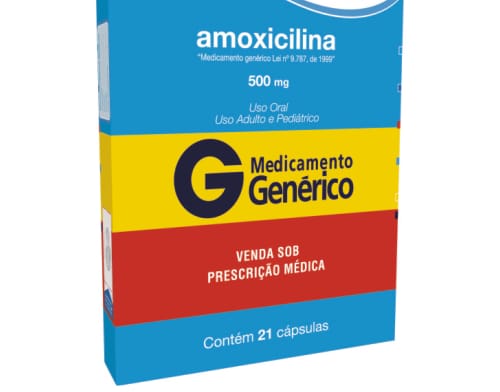 amoxicilina
"Medicamento genérico Lei nº 9.787, de 1999"
500 mg
Uso Oral
Uso Adulto e Pediátrico
G Medicamento
Genérico
VENDA SOB
PRESCRIÇÃO MÉDICA
Contém 21 cápsulas